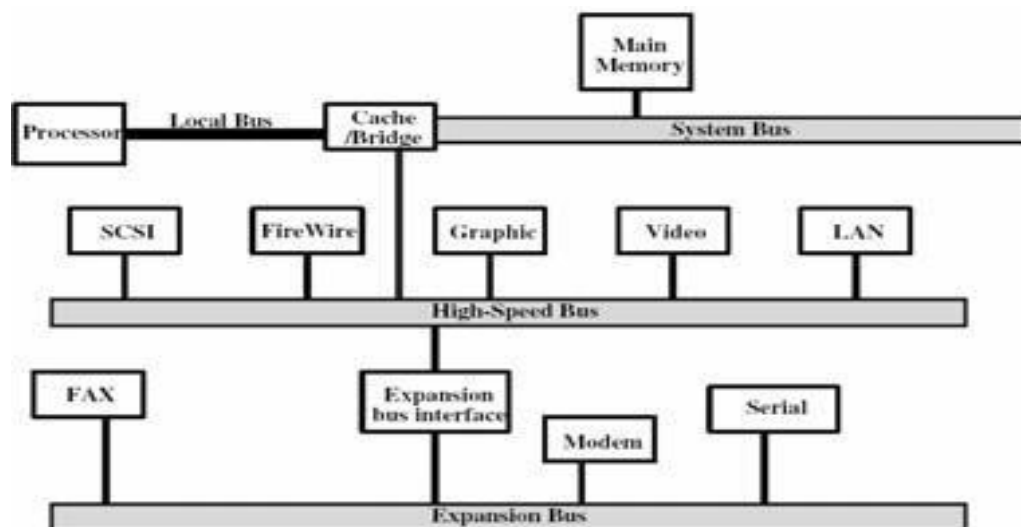 Main
Memory
Processor
Local Bus
Cache
/Bridge
System Bus
SCSI
FireWire
Graphic
Video
LAN
High-Speed Bus
FAX
Expansion
bus interface
Modem
Serial
Expansion Bus